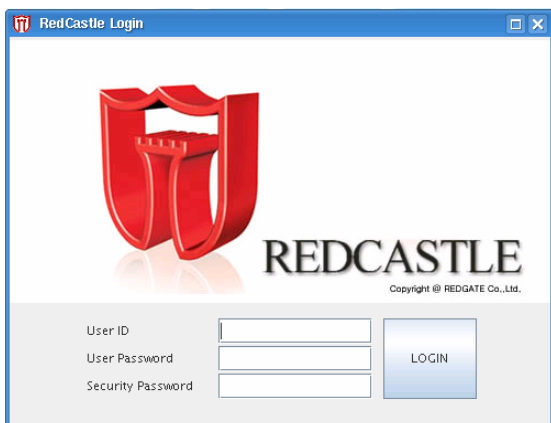 RedCastle Login
REDCASTLE
Copyright @ REDGATE Co,.Ltd.
User ID
User Password
LOGIN
Security Password